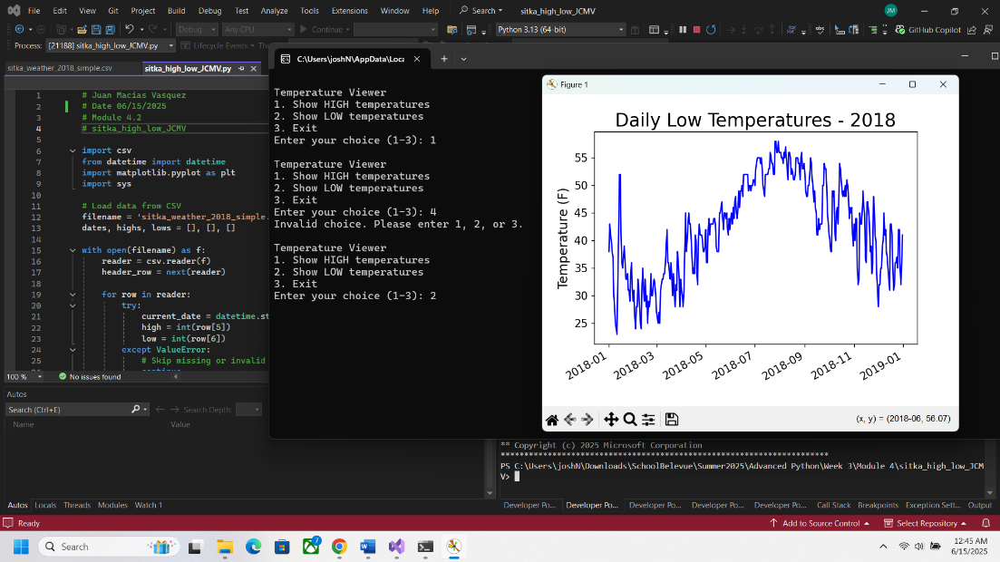 File Edit View Git Project Build Debug Test Analyze Tools Extensions Window Help Search sitka_high_low_JCMV JM
Debug Any CPU Continue Python 3.13 (64-bit) GitHub Copilot
Process: [21188] sitka_high_low_JCMV.py Lifecycle Events
sitka_weather_2018_simple.csv sitka_high_low_JCMV.py
1 # Juan Macias Vasquez
2 # Date 06/15/2025
3 # Module 4.2
4 # sitka_high_low_JCMV
5
6 import csv
7 from datetime import datetime
8 import matplotlib.pyplot as plt
9 import sys
10
11 # Load data from CSV
12 filename = 'sitka_weather_2018_simple.
13 dates, highs, lows = [], [], []
14
15 with open(filename) as f:
16 reader = csv.reader(f)
17 header_row = next(reader)
18
19 for row in reader:
20 try:
21 current_date = datetime.st
22 high = int(row[5])
23 low = int(row[6])
24 except ValueError:
25 # Skip missing or invalid
100 % No issues found
Autos
Search (Ctrl+E) Search Depth:
Name Value
C:\Users\joshN\AppData\Loca
Temperature Viewer
1. Show HIGH temperatures
2. Show LOW temperatures
3. Exit
Enter your choice (1-3): 1
Temperature Viewer
1. Show HIGH temperatures
2. Show LOW temperatures
3. Exit
Enter your choice (1-3): 4
Invalid choice. Please enter 1, 2, or 3.
Temperature Viewer
1. Show HIGH temperatures
2. Show LOW temperatures
3. Exit
Enter your choice (1-3): 2
Figure 1
Daily Low Temperatures - 2018
Temperature (F)
55
50
45
40
35
30
25
2018-01 2018-03 2018-05 2018-07 2018-09 2018-11 2019-01
(x, y) = (2018-06, 56.07)
** Copyright (c) 2025 Microsoft Corporation
**********************************************************************
PS C:\Users\joshN\Downloads\SchoolBelevue\Summer2025\Advanced Python\Week 3\Module 4\sitka_high_low_JCM
V>
Autos Locals Threads Modules Watch 1
Developer Po... Developer Po... Developer Po... Developer Po... Developer Po... Call Stack Breakpoints Exception Sett... Output
Ready Add to Source Control Select Repository
Search 7 12:45 AM
6/15/2025